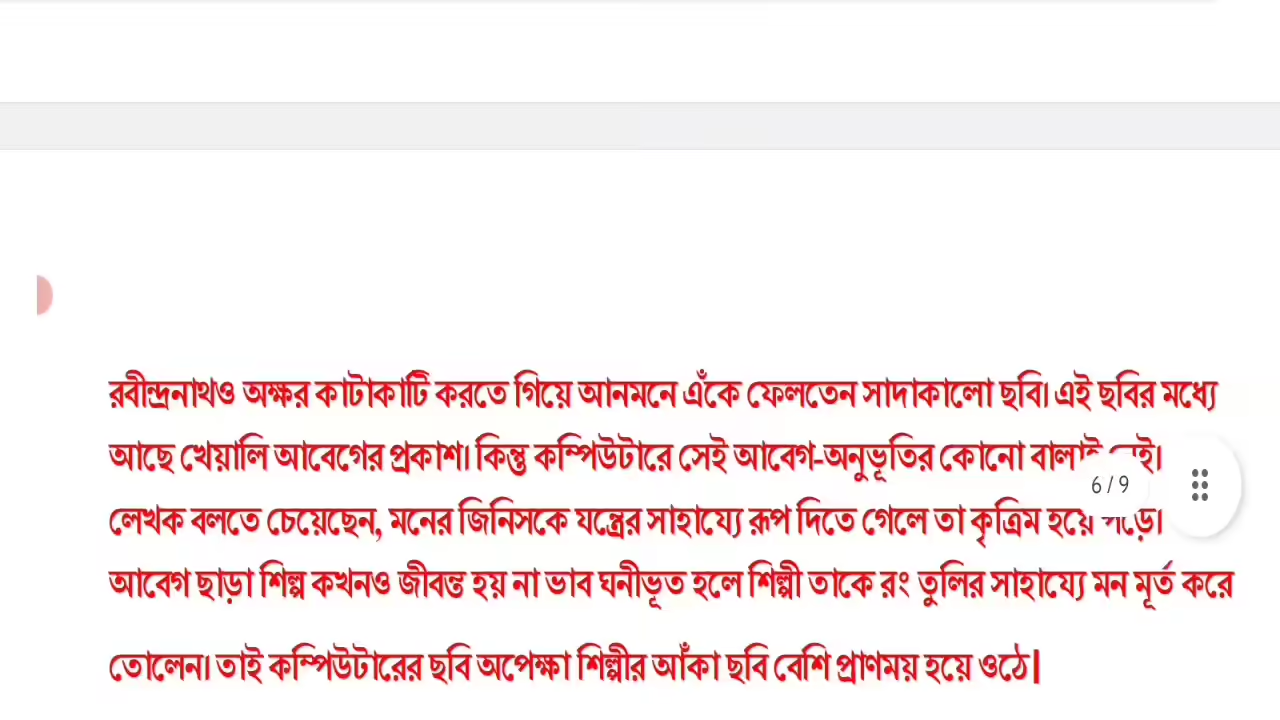 রবীন্দ্রনাথও অক্ষর কাটাকাটি করতে গিয়ে আনমনে এঁকে ফেলতেন সাদাকালো ছবি। এই ছবির মধ্যে
আছে খেয়ালি আবেগের প্রকাশ। কিন্তু কম্পিউটারে সেই আবেগ-অনুভূতির কোনো বালাই নেই।
6 / 9
লেখক বলতে চেয়েছেন, মনের জিনিসকে যন্ত্রের সাহায্যে রূপ দিতে গেলে তা কৃত্রিম হয়ে পড়ে।
আবেগ ছাড়া শিল্প কখনও জীবন্ত হয় না ভাব ঘনীভূত হলে শিল্পী তাকে রং তুলির সাহায্যে মন মূর্ত করে
তোলেন। তাই কম্পিউটারের ছবি অপেক্ষা শিল্পীর আঁকা ছবি বেশি প্রাণময় হয়ে ওঠে|